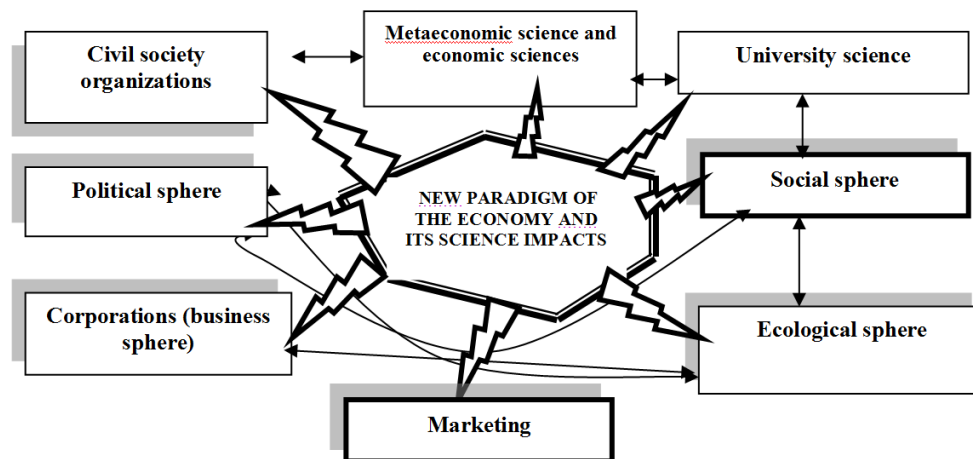 Civil society
organizations
Metaeconomic science and
economic sciences
University science
Political sphere
NEW PARADIGM OF
THE ECONOMY AND
ITS SCIENCE IMPACTS
Social sphere
Corporations (business
sphere)
Ecological sphere
Marketing